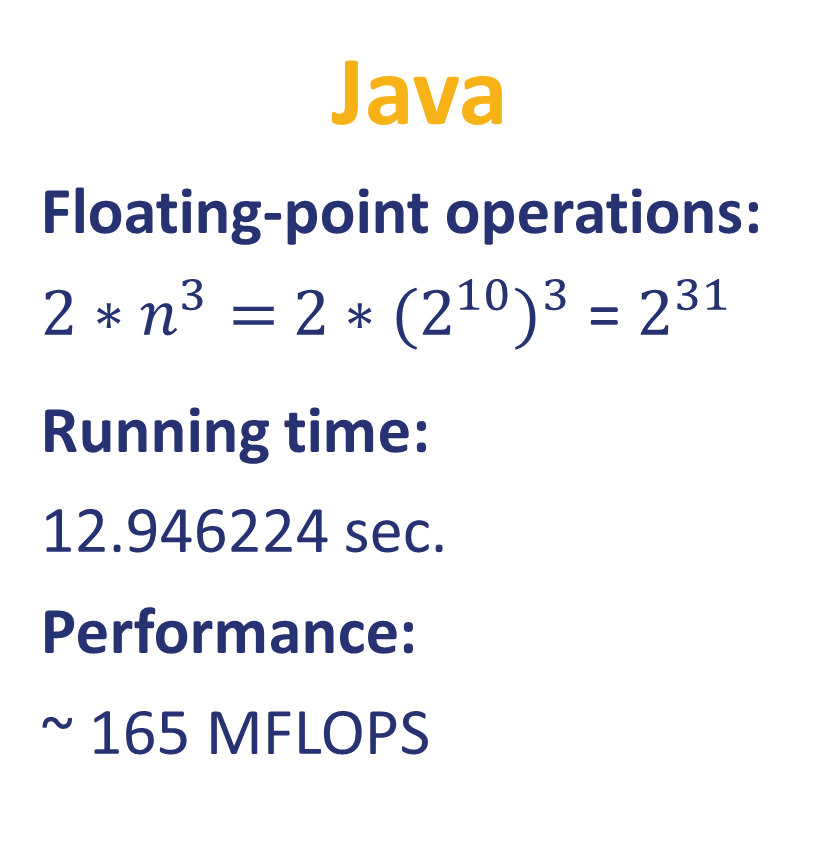 Java
Floating-point operations:
2 ∗ n³ = 2 ∗ (2¹⁰)³ = 2³¹
Running time:
12.946224 sec.
Performance:
~ 165 MFLOPS